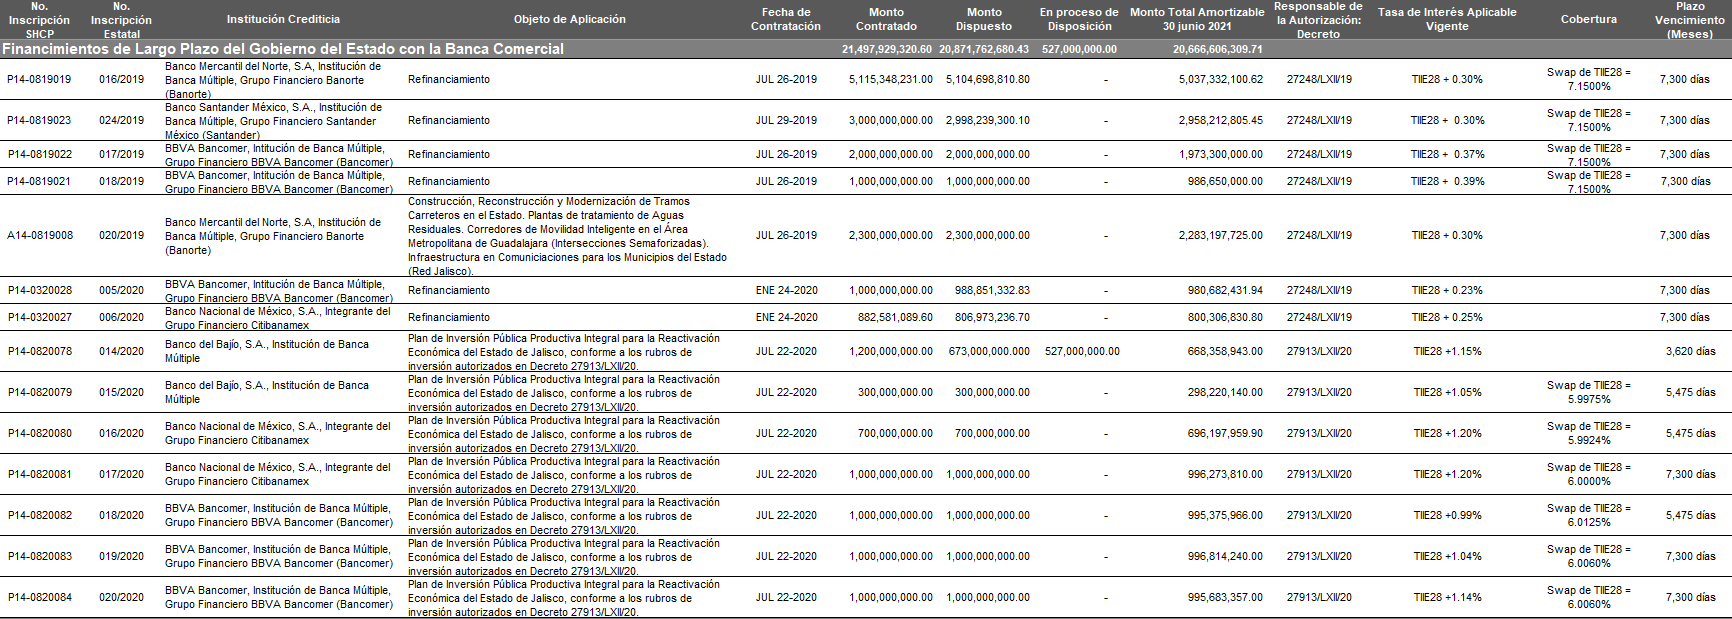 No. Inscripción SHCP	No. Inscripción Estatal	Institución Crediticia	Objeto de Aplicación	Fecha de Contratación	Monto Contratado	Monto Dispuesto	En proceso de Disposición	Monto Total Amortizable 30 junio 2021	Responsable de la Autorización: Decreto	Tasa de Interés Aplicable Vigente	Cobertura	Plazo Vencimiento (Meses)
Financimientos de Largo Plazo del Gobierno del Estado con la Banca Comercial	21,497,929,320.60	20,871,762,680.43	527,000,000.00	20,666,606,309.71
P14-0819019	016/2019	Banco Mercantil del Norte, S.A, Institución de Banca Múltiple, Grupo Financiero Banorte (Banorte)	Refinanciamiento	JUL 26-2019	5,115,348,231.00	5,104,698,810.80	-	5,037,332,100.62	27248/LXII/19	TIIE28 + 0.30%	Swap de TIIE28 = 7.1500%	7,300 días
P14-0819023	024/2019	Banco Santander México, S.A., Institución de Banca Múltiple, Grupo Financiero Santander México (Santander)	Refinanciamiento	JUL 29-2019	3,000,000,000.00	2,998,239,300.10	-	2,958,212,805.45	27248/LXII/19	TIIE28 + 0.30%	Swap de TIIE28 = 7.1500%	7,300 días
P14-0819022	017/2019	BBVA Bancomer, Intitución de Banca Múltiple, Grupo Financiero BBVA Bancomer (Bancomer)	Refinanciamiento	JUL 26-2019	2,000,000,000.00	2,000,000,000.00	-	1,973,300,000.00	27248/LXII/19	TIIE28 + 0.37%	Swap de TIIE28 = 7.1500%	7,300 días
P14-0819021	018/2019	BBVA Bancomer, Intitución de Banca Múltiple, Grupo Financiero BBVA Bancomer (Bancomer)	Refinanciamiento	JUL 26-2019	1,000,000,000.00	1,000,000,000.00	-	986,650,000.00	27248/LXII/19	TIIE28 + 0.39%	Swap de TIIE28 = 7.1500%	7,300 días
A14-0819008	020/2019	Banco Mercantil del Norte, S.A, Institución de Banca Múltiple, Grupo Financiero Banorte (Banorte)	Construcción, Reconstrucción y Modernización de Tramos Carreteros en el Estado. Plantas de tratamiento de Aguas Residuales. Corredores de Movilidad Inteligente en el Área Metropolitana de Guadalajara (Intersecciones Semaforizadas). Infraestructura en Comuniciaciones para los Municipios del Estado (Red Jalisco).	JUL 26-2019	2,300,000,000.00	2,300,000,000.00	-	2,283,197,725.00	27248/LXII/19	TIIE28 + 0.30%	7,300 días
P14-0320028	005/2020	BBVA Bancomer, Intitución de Banca Múltiple, Grupo Financiero BBVA Bancomer (Bancomer)	Refinanciamiento	ENE 24-2020	1,000,000,000.00	988,851,332.83	-	980,682,431.94	27248/LXII/19	TIIE28 + 0.23%	7,300 días
P14-0320027	006/2020	Banco Nacional de México, S.A., Integrante del Grupo Financiero Citibanamex	Refinanciamiento	ENE 24-2020	882,581,089.60	806,973,236.70	-	800,306,830.80	27248/LXII/19	TIIE28 + 0.25%	7,300 días
P14-0820078	014/2020	Banco del Bajío, S.A., Institución de Banca Múltiple	Plan de Inversión Pública Productiva Integral para la Reactivación Económica del Estado de Jalisco, conforme a los rubros de inversión autorizados en Decreto 27913/LXII/20.	JUL 22-2020	1,200,000,000.00	673,000,000.000	527,000,000.00	668,358,943.00	27913/LXII/20	TIIE28 +1.15%	3,620 días
P14-0820079	015/2020	Banco del Bajío, S.A., Institución de Banca Múltiple	Plan de Inversión Pública Productiva Integral para la Reactivación Económica del Estado de Jalisco, conforme a los rubros de inversión autorizados en Decreto 27913/LXII/20.	JUL 22-2020	300,000,000.00	300,000,000.00	-	298,220,140.00	27913/LXII/20	TIIE28 +1.05%	Swap de TIIE28 = 5.9975%	5,475 días
P14-0820080	016/2020	Banco Nacional de México, S.A., Integrante del Grupo Financiero Citibanamex	Plan de Inversión Pública Productiva Integral para la Reactivación Económica del Estado de Jalisco, conforme a los rubros de inversión autorizados en Decreto 27913/LXII/20.	JUL 22-2020	700,000,000.00	700,000,000.00	-	696,197,959.90	27913/LXII/20	TIIE28 +1.20%	Swap de TIIE28 = 5.9924%	5,475 días
P14-0820081	017/2020	Banco Nacional de México, S.A., Integrante del Grupo Financiero Citibanamex	Plan de Inversión Pública Productiva Integral para la Reactivación Económica del Estado de Jalisco, conforme a los rubros de inversión autorizados en Decreto 27913/LXII/20.	JUL 22-2020	1,000,000,000.00	1,000,000,000.00	-	996,273,810.00	27913/LXII/20	TIIE28 +1.20%	Swap de TIIE28 = 6.0000%	7,300 días
P14-0820082	018/2020	BBVA Bancomer, Institución de Banca Múltiple, Grupo Financiero BBVA Bancomer (Bancomer)	Plan de Inversión Pública Productiva Integral para la Reactivación Económica del Estado de Jalisco, conforme a los rubros de inversión autorizados en Decreto 27913/LXII/20.	JUL 22-2020	1,000,000,000.00	1,000,000,000.00	-	995,375,966.00	27913/LXII/20	TIIE28 +0.99%	Swap de TIIE28 = 6.0125%	5,475 días
P14-0820083	019/2020	BBVA Bancomer, Institución de Banca Múltiple, Grupo Financiero BBVA Bancomer (Bancomer)	Plan de Inversión Pública Productiva Integral para la Reactivación Económica del Estado de Jalisco, conforme a los rubros de inversión autorizados en Decreto 27913/LXII/20.	JUL 22-2020	1,000,000,000.00	1,000,000,000.00	-	996,814,240.00	27913/LXII/20	TIIE28 +1.04%	Swap de TIIE28 = 6.0060%	7,300 días
P14-0820084	020/2020	BBVA Bancomer, Institución de Banca Múltiple, Grupo Financiero BBVA Bancomer (Bancomer)	Plan de Inversión Pública Productiva Integral para la Reactivación Económica del Estado de Jalisco, conforme a los rubros de inversión autorizados en Decreto 27913/LXII/20.	JUL 22-2020	1,000,000,000.00	1,000,000,000.00	-	995,683,357.00	27913/LXII/20	TIIE28 +1.14%	Swap de TIIE28 = 6.0060%	7,300 días